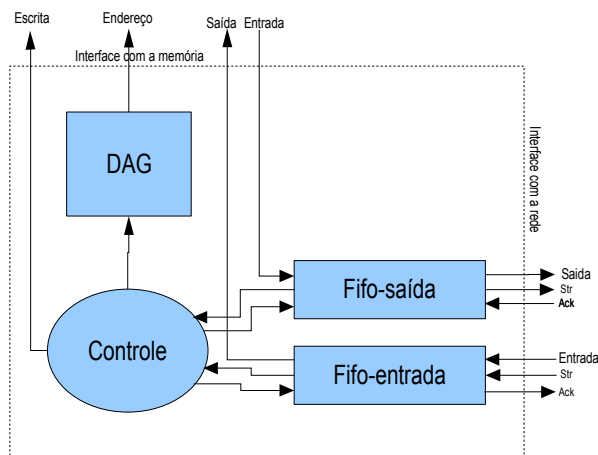 Escrita
Endereço
Saída
Entrada
Interface com a memória
Interface com a rede
DAG
Fifo-saída
Saida
Str
Ack
Controle
Fifo-entrada
Entrada
Str
Ack